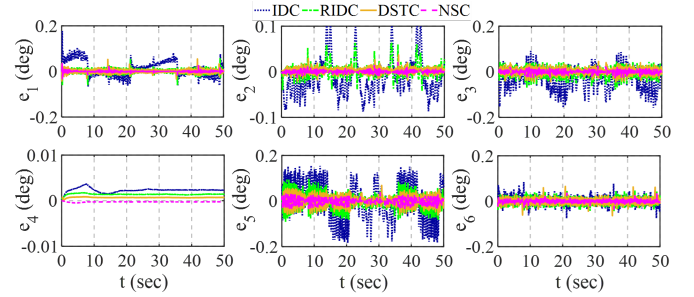 IDC RIDC DSTC NSC
0.2 0.1 0.2
e1 (deg) e2 (deg) e3 (deg)
0 0 0
-0.2 -0.1 -0.2
0 10 20 30 40 50 0 10 20 30 40 50 0 10 20 30 40 50
0.01 0.2 0.2
e4 (deg) e5 (deg) e6 (deg)
0 0 0
-0.01 -0.2 -0.2
0 10 20 30 40 50 0 10 20 30 40 50 0 10 20 30 40 50
t (sec) t (sec) t (sec)